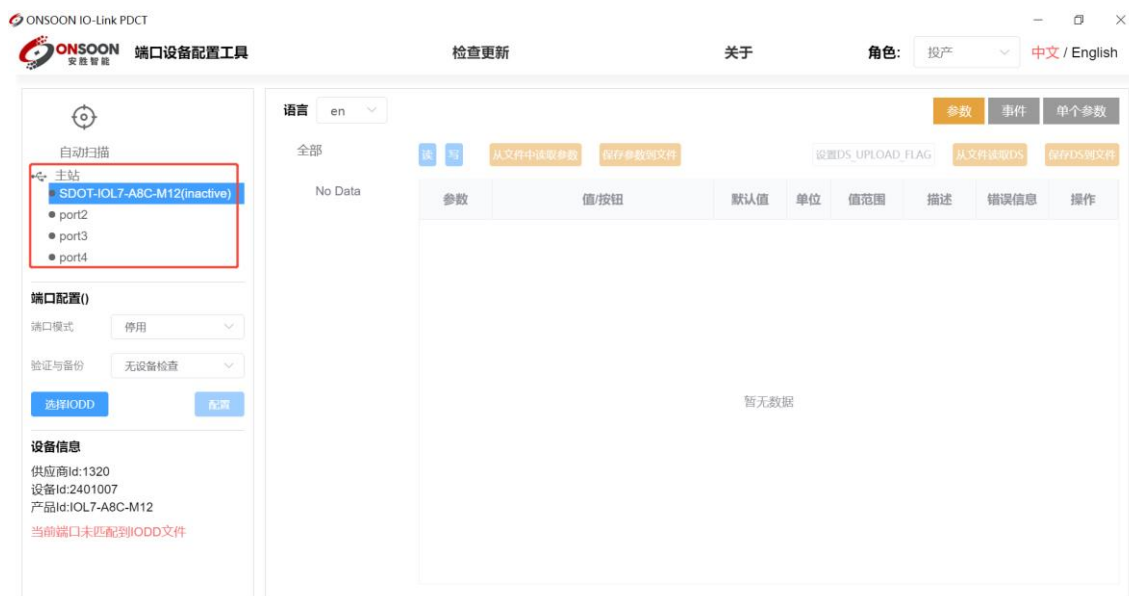 ONSOON IO-Link PDCT
ONSOON
安胜智能
端口设备配置工具
检查更新
关于
角色:
投产
中文 / English
自动扫描
主站
SDOT-IOL7-A8C-M12(inactive)
port2
port3
port4
端口配置()
端口模式
停用
验证与备份
无设备检查
选择IODD
配置
设备信息
供应商Id:1320
设备Id:2401007
产品Id:IOL7-A8C-M12
当前端口未匹配到IODD文件
语言
en
参数
事件
单个参数
全部
读
写
从文件中读取参数
保存参数到文件
设置DS_UPLOAD_FLAG
从文件读取DS
保存DS到文件
No Data
参数
值/按钮
默认值
单位
值范围
描述
错误信息
操作
暂无数据